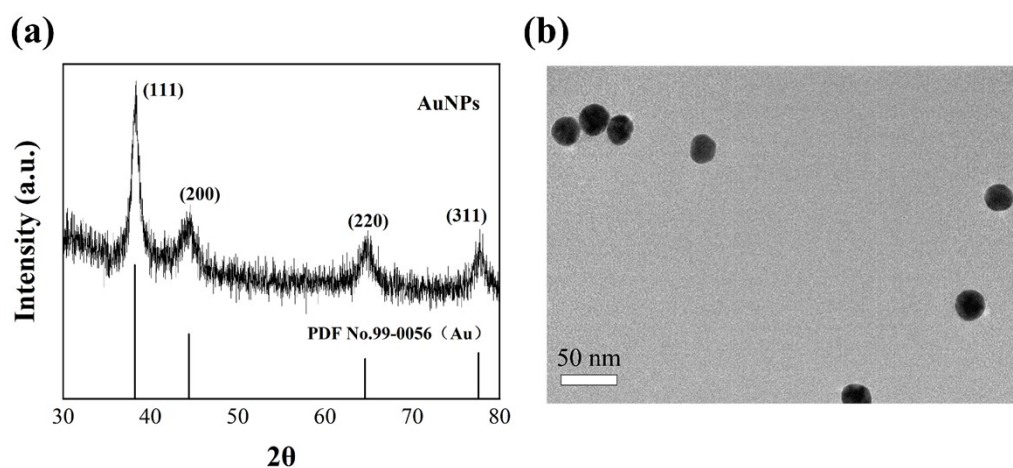 (a)
(111)
AuNPs
(200)
(220)
(311)
PDF No.99-0056（Au）
Intensity (a.u.)
30 40 50 60 70 80
2θ
(b)
50 nm